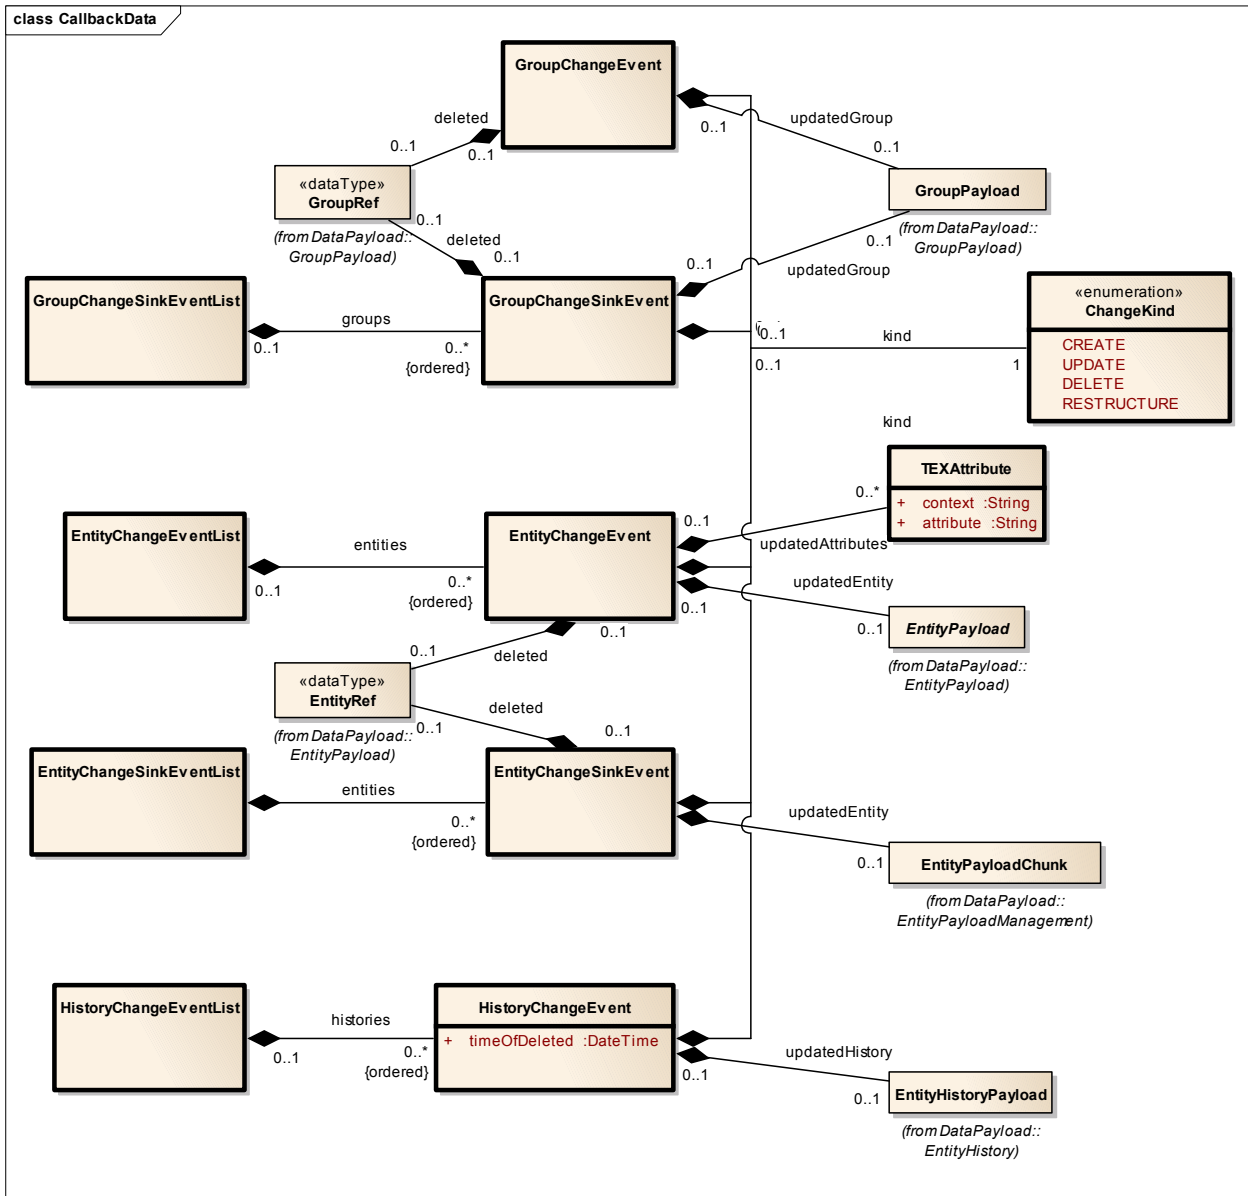 class CallbackData
GroupChangeEvent
deleted
0..1
0..1
0..1
updatedGroup
0..1
«dataType»
GroupRef
(from DataPayload::
GroupPayload)
GroupPayload
(from DataPayload::
GroupPayload)
0..1
deleted
0..1
0..1
0..1
updatedGroup
GroupChangeSinkEventList
0..1
groups
0..*
{ordered}
GroupChangeSinkEvent
0..1
0..1
kind
1
«enumeration»
ChangeKind
CREATE
UPDATE
DELETE
RESTRUCTURE
kind
TEXAttribute
+ context :String
+ attribute :String
0..*
0..1
updatedAttributes
EntityChangeEventList
0..1
entities
0..*
{ordered}
EntityChangeEvent
0..1
updatedEntity
0..1
EntityPayload
(from DataPayload::
EntityPayload)
0..1
0..1
deleted
«dataType»
EntityRef
(from DataPayload::
EntityPayload)
deleted
0..1
0..1
EntityChangeSinkEventList
entities
0..*
{ordered}
EntityChangeSinkEvent
updatedEntity
0..1
EntityPayloadChunk
(from DataPayload::
EntityPayloadManagement)
HistoryChangeEventList
0..1
histories
0..*
{ordered}
HistoryChangeEvent
+ timeOfDeleted :DateTime
0..1
updatedHistory
0..1
EntityHistoryPayload
(from DataPayload::
EntityHistory)